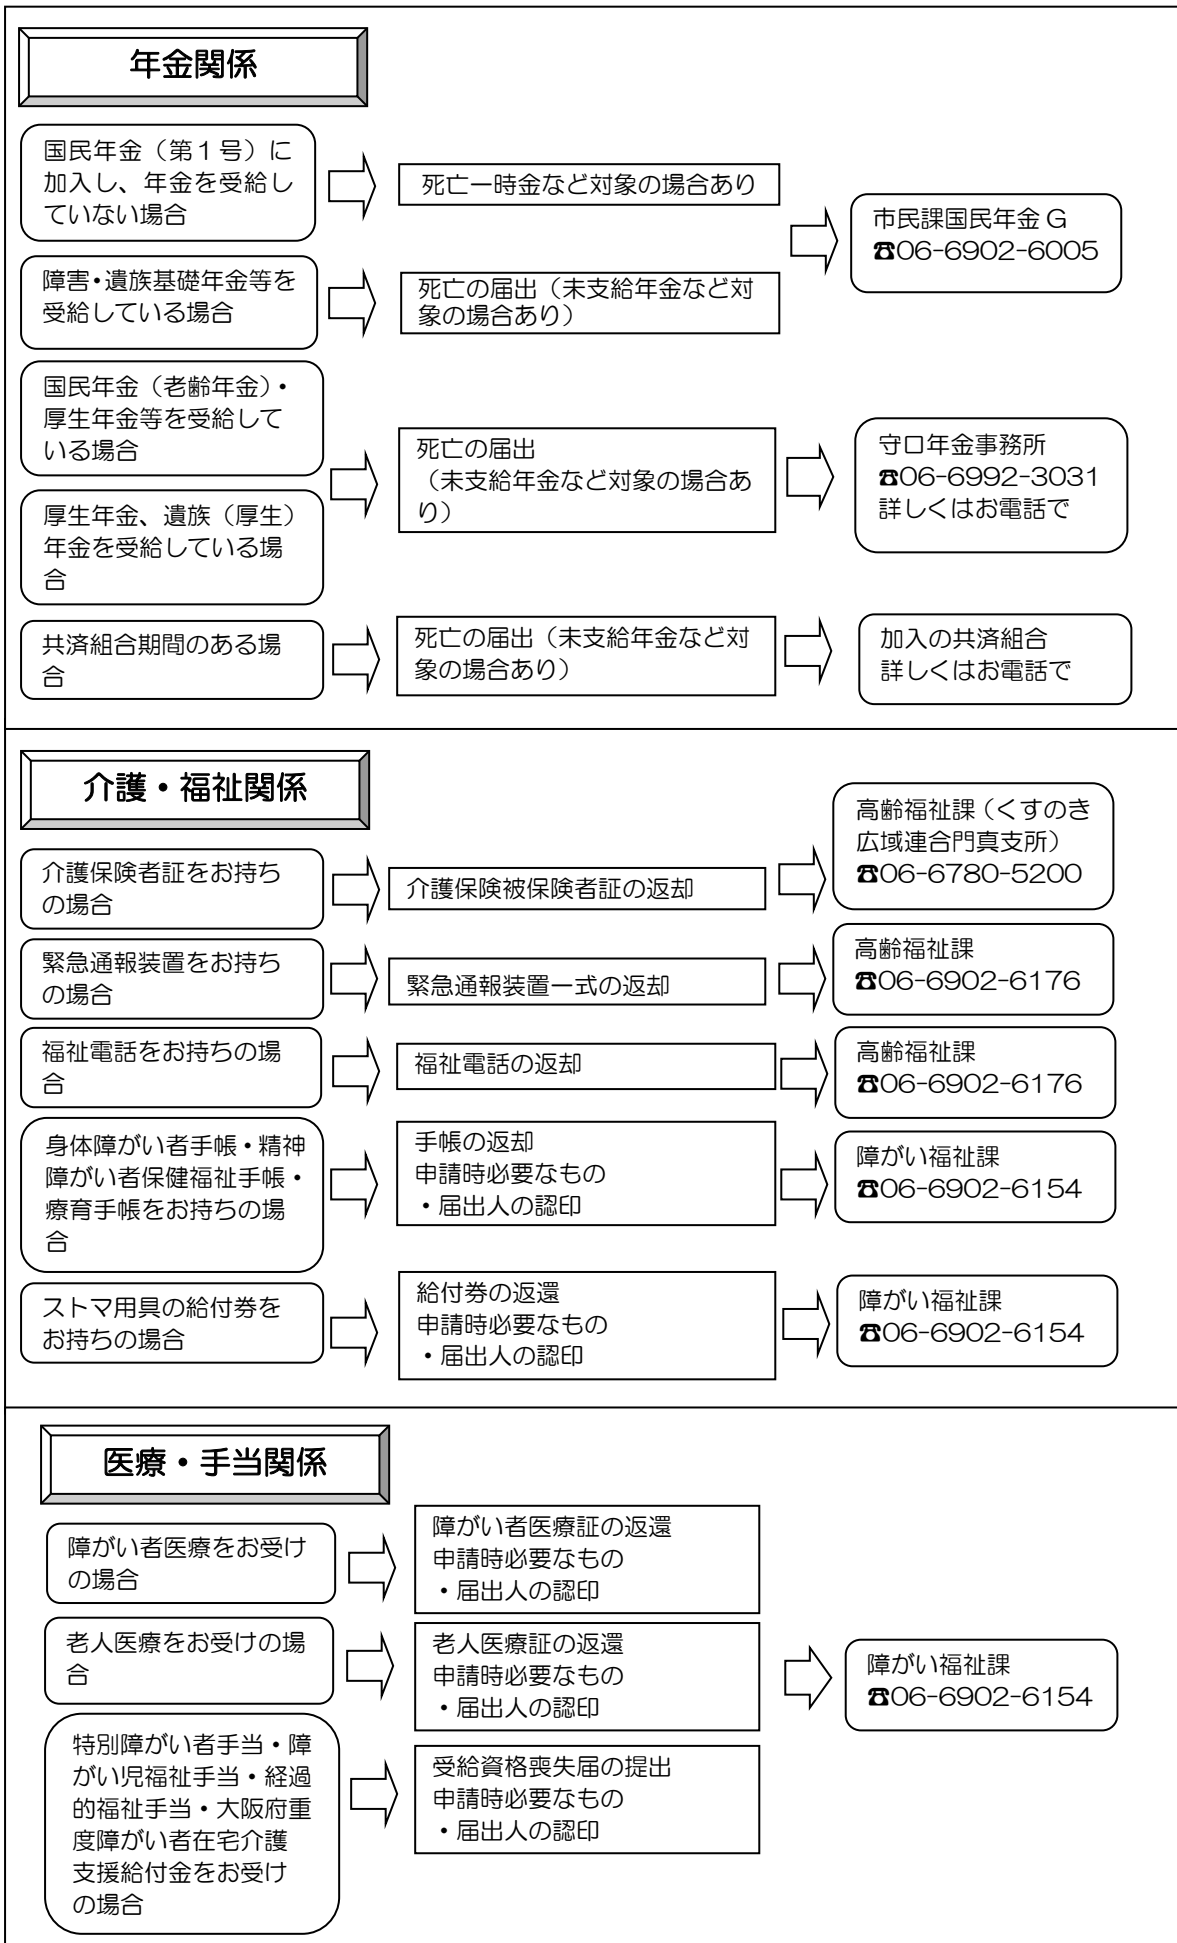 年金関係
国民年金（第１号）に
加入し、年金を受給し
ていない場合
死亡一時金など対象の場合あり
市民課国民年金 G
☎06-6902-6005
障害・遺族基礎年金等を
受給している場合
死亡の届出（未支給年金など対
象の場合あり）
国民年金（老齢年金）・
厚生年金等を受給して
いる場合
死亡の届出
（未支給年金など対象の場合あ
り）
守口年金事務所
☎06-6992-3031
詳しくはお電話で
厚生年金、遺族（厚生）
年金を受給している場
合
共済組合期間のある場
合
死亡の届出（未支給年金など対
象の場合あり）
加入の共済組合
詳しくはお電話で
介護・福祉関係
介護保険者証をお持ち
の場合
介護保険被保険者証の返却
高齢福祉課（くすのき
広域連合門真支所）
☎06-6780-5200
緊急通報装置をお持ち
の場合
緊急通報装置一式の返却
高齢福祉課
☎06-6902-6176
福祉電話をお持ちの場
合
福祉電話の返却
高齢福祉課
☎06-6902-6176
身体障がい者手帳・精神
障がい者保健福祉手帳・
療育手帳をお持ちの場
合
手帳の返却
申請時必要なもの
・届出人の認印
障がい福祉課
☎06-6902-6154
ストマ用具の給付券を
お持ちの場合
給付券の返還
申請時必要なもの
・届出人の認印
障がい福祉課
☎06-6902-6154
医療・手当関係
障がい者医療をお受け
の場合
障がい者医療証の返還
申請時必要なもの
・届出人の認印
老人医療をお受けの場
合
老人医療証の返還
申請時必要なもの
・届出人の認印
障がい福祉課
☎06-6902-6154
特別障がい者手当・障
がい児福祉手当・経過
的福祉手当・大阪府重
度障がい者在宅介護
支援給付金をお受け
の場合
受給資格喪失届の提出
申請時必要なもの
・届出人の認印